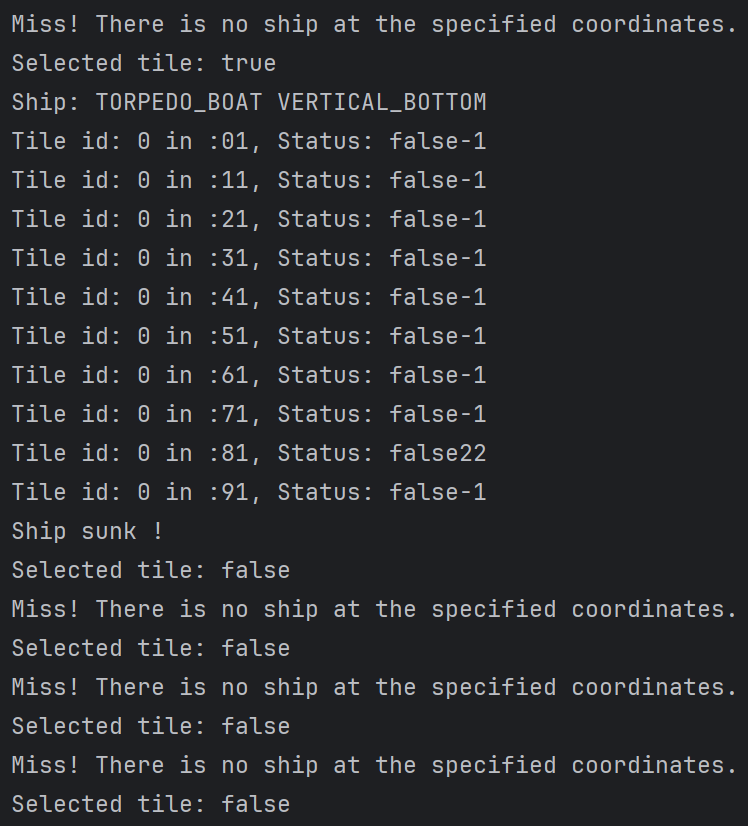 Miss! There is no ship at the specified coordinates.
Selected tile: true
Ship: TORPEDO_BOAT VERTICAL_BOTTOM
Tile id: 0 in :01, Status: false-1
Tile id: 0 in :11, Status: false-1
Tile id: 0 in :21, Status: false-1
Tile id: 0 in :31, Status: false-1
Tile id: 0 in :41, Status: false-1
Tile id: 0 in :51, Status: false-1
Tile id: 0 in :61, Status: false-1
Tile id: 0 in :71, Status: false-1
Tile id: 0 in :81, Status: false22
Tile id: 0 in :91, Status: false-1
Ship sunk !
Selected tile: false
Miss! There is no ship at the specified coordinates.
Selected tile: false
Miss! There is no ship at the specified coordinates.
Selected tile: false
Miss! There is no ship at the specified coordinates.
Selected tile: false